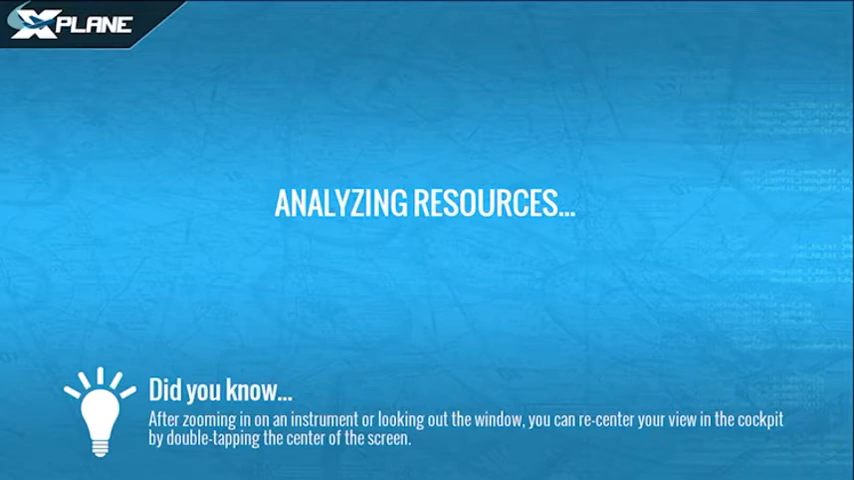 X PLANE
ANALYZING RESOURCES...
Did you know...
After zooming in on an instrument or looking out the window, you can re-center your view in the cockpit
by double-tapping the center of the screen.